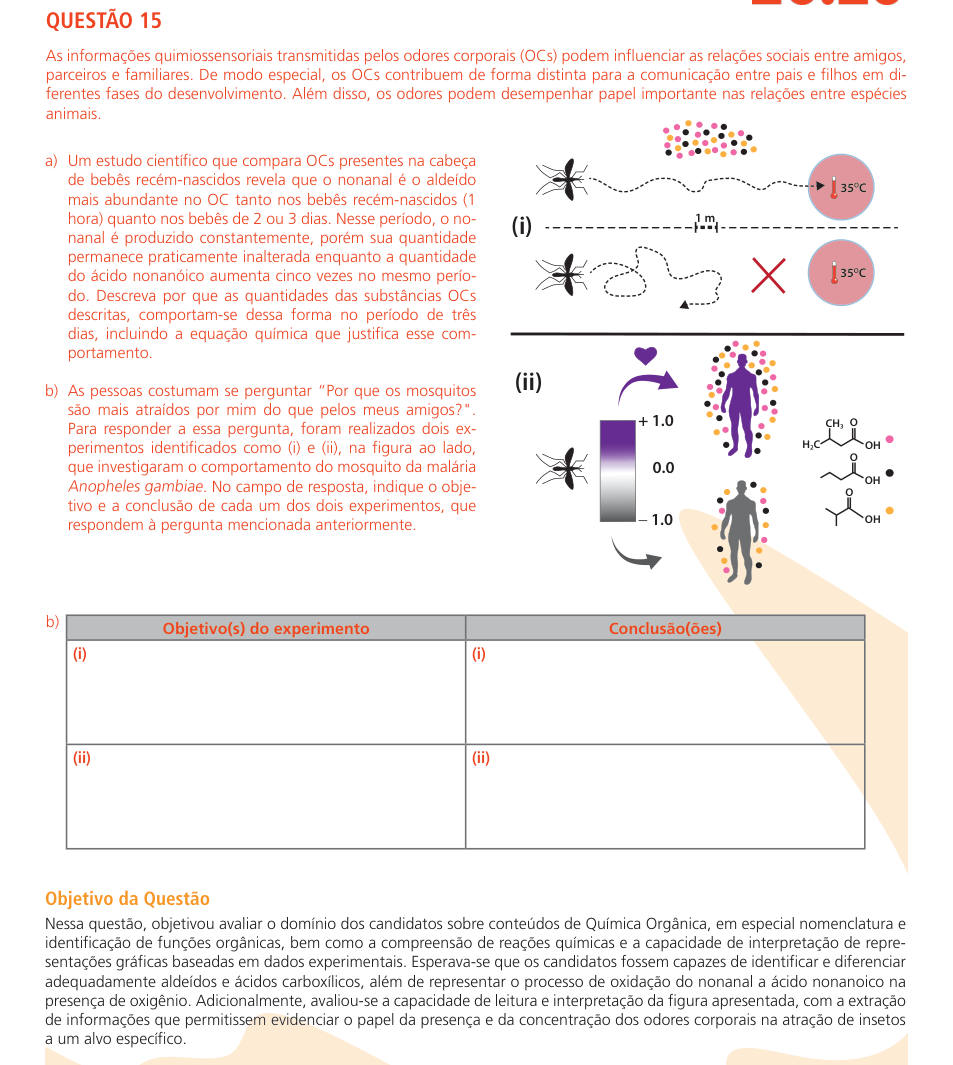 QUESTÃO 15
As informações quimiossensoriais transmitidas pelos odores corporais (OCs) podem influenciar as relações sociais entre amigos,
parceiros e familiares. De modo especial, os OCs contribuem de forma distinta para a comunicação entre pais e filhos em di-
ferentes fases do desenvolvimento. Além disso, os odores podem desempenhar papel importante nas relações entre espécies
animais.
a) Um estudo científico que compara OCs presentes na cabeça
de bebês recém-nascidos revela que o nonanal é o aldeído
mais abundante no OC tanto nos bebês recém-nascidos (1
hora) quanto nos bebês de 2 ou 3 dias. Nesse período, o no-
nanal é produzido constantemente, porém sua quantidade
permanece praticamente inalterada enquanto a quantidade
do ácido nonanóico aumenta cinco vezes no mesmo perío-
do. Descreva por que as quantidades das substâncias OCs
descritas, comportam-se dessa forma no período de três
dias, incluindo a equação química que justifica esse com-
portamento.
b) As pessoas costumam se perguntar “Por que os mosquitos
são mais atraídos por mim do que pelos meus amigos?".
Para responder a essa pergunta, foram realizados dois ex-
perimentos identificados como (i) e (ii), na figura ao lado,
que investigaram o comportamento do mosquito da malária
Anopheles gambiae. No campo de resposta, indique o obje-
tivo e a conclusão de cada um dos dois experimentos, que
respondem à pergunta mencionada anteriormente.
35ºC
(i)
1 m
35ºC
(ii)
+ 1.0
0.0
– 1.0
CH3 O
H3C OH
O
OH
O
OH
b)
Objetivo(s) do experimento Conclusão(ões)
(i) (i)
(ii) (ii)
Objetivo da Questão
Nessa questão, objetivou avaliar o domínio dos candidatos sobre conteúdos de Química Orgânica, em especial nomenclatura e
identificação de funções orgânicas, bem como a compreensão de reações químicas e a capacidade de interpretação de repre-
sentações gráficas baseadas em dados experimentais. Esperava-se que os candidatos fossem capazes de identificar e diferenciar
adequadamente aldeídos e ácidos carboxílicos, além de representar o processo de oxidação do nonanal a ácido nonanoico na
presença de oxigênio. Adicionalmente, avaliou-se a capacidade de leitura e interpretação da figura apresentada, com a extração
de informações que permitissem evidenciar o papel da presença e da concentração dos odores corporais na atração de insetos
a um alvo específico.